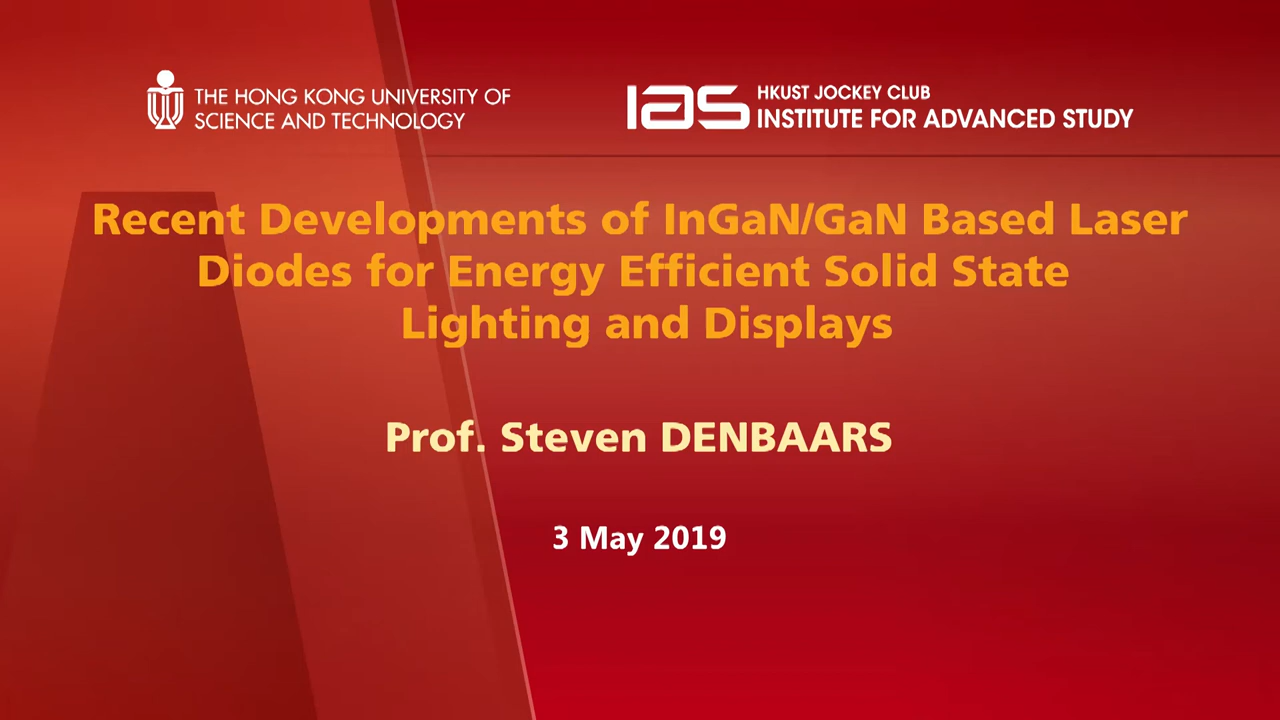 THE HONG KONG UNIVERSITY OF
SCIENCE AND TECHNOLOGY
IAS
HKUST JOCKEY CLUB
INSTITUTE FOR ADVANCED STUDY
Recent Developments of InGaN/GaN Based Laser
Diodes for Energy Efficient Solid State
Lighting and Displays
Prof. Steven DENBAARS
3 May 2019